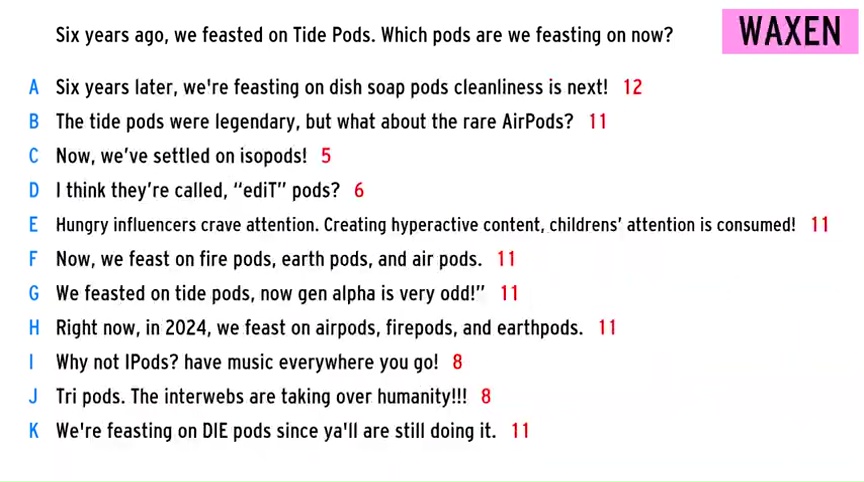 Six years ago, we feasted on Tide Pods. Which pods are we feasting on now?
WAXEN
A Six years later, we're feasting on dish soap pods cleanliness is next! 12
B The tide pods were legendary, but what about the rare AirPods? 11
C Now, we’ve settled on isopods! 5
D I think they’re called, “ediT” pods? 6
E Hungry influencers crave attention. Creating hyperactive content, childrens’ attention is consumed! 11
F Now, we feast on fire pods, earth pods, and air pods. 11
G We feasted on tide pods, now gen alpha is very odd!” 11
H Right now, in 2024, we feast on airpods, firepods, and earthpods. 11
I Why not IPods? have music everywhere you go! 8
J Tri pods. The interwebs are taking over humanity!!! 8
K We're feasting on DIE pods since ya'll are still doing it. 11